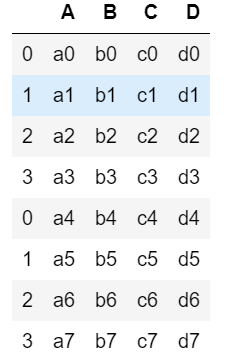 A B C D
0 a0 b0 c0 d0
1 a1 b1 c1 d1
2 a2 b2 c2 d2
3 a3 b3 c3 d3
0 a4 b4 c4 d4
1 a5 b5 c5 d5
2 a6 b6 c6 d6
3 a7 b7 c7 d7